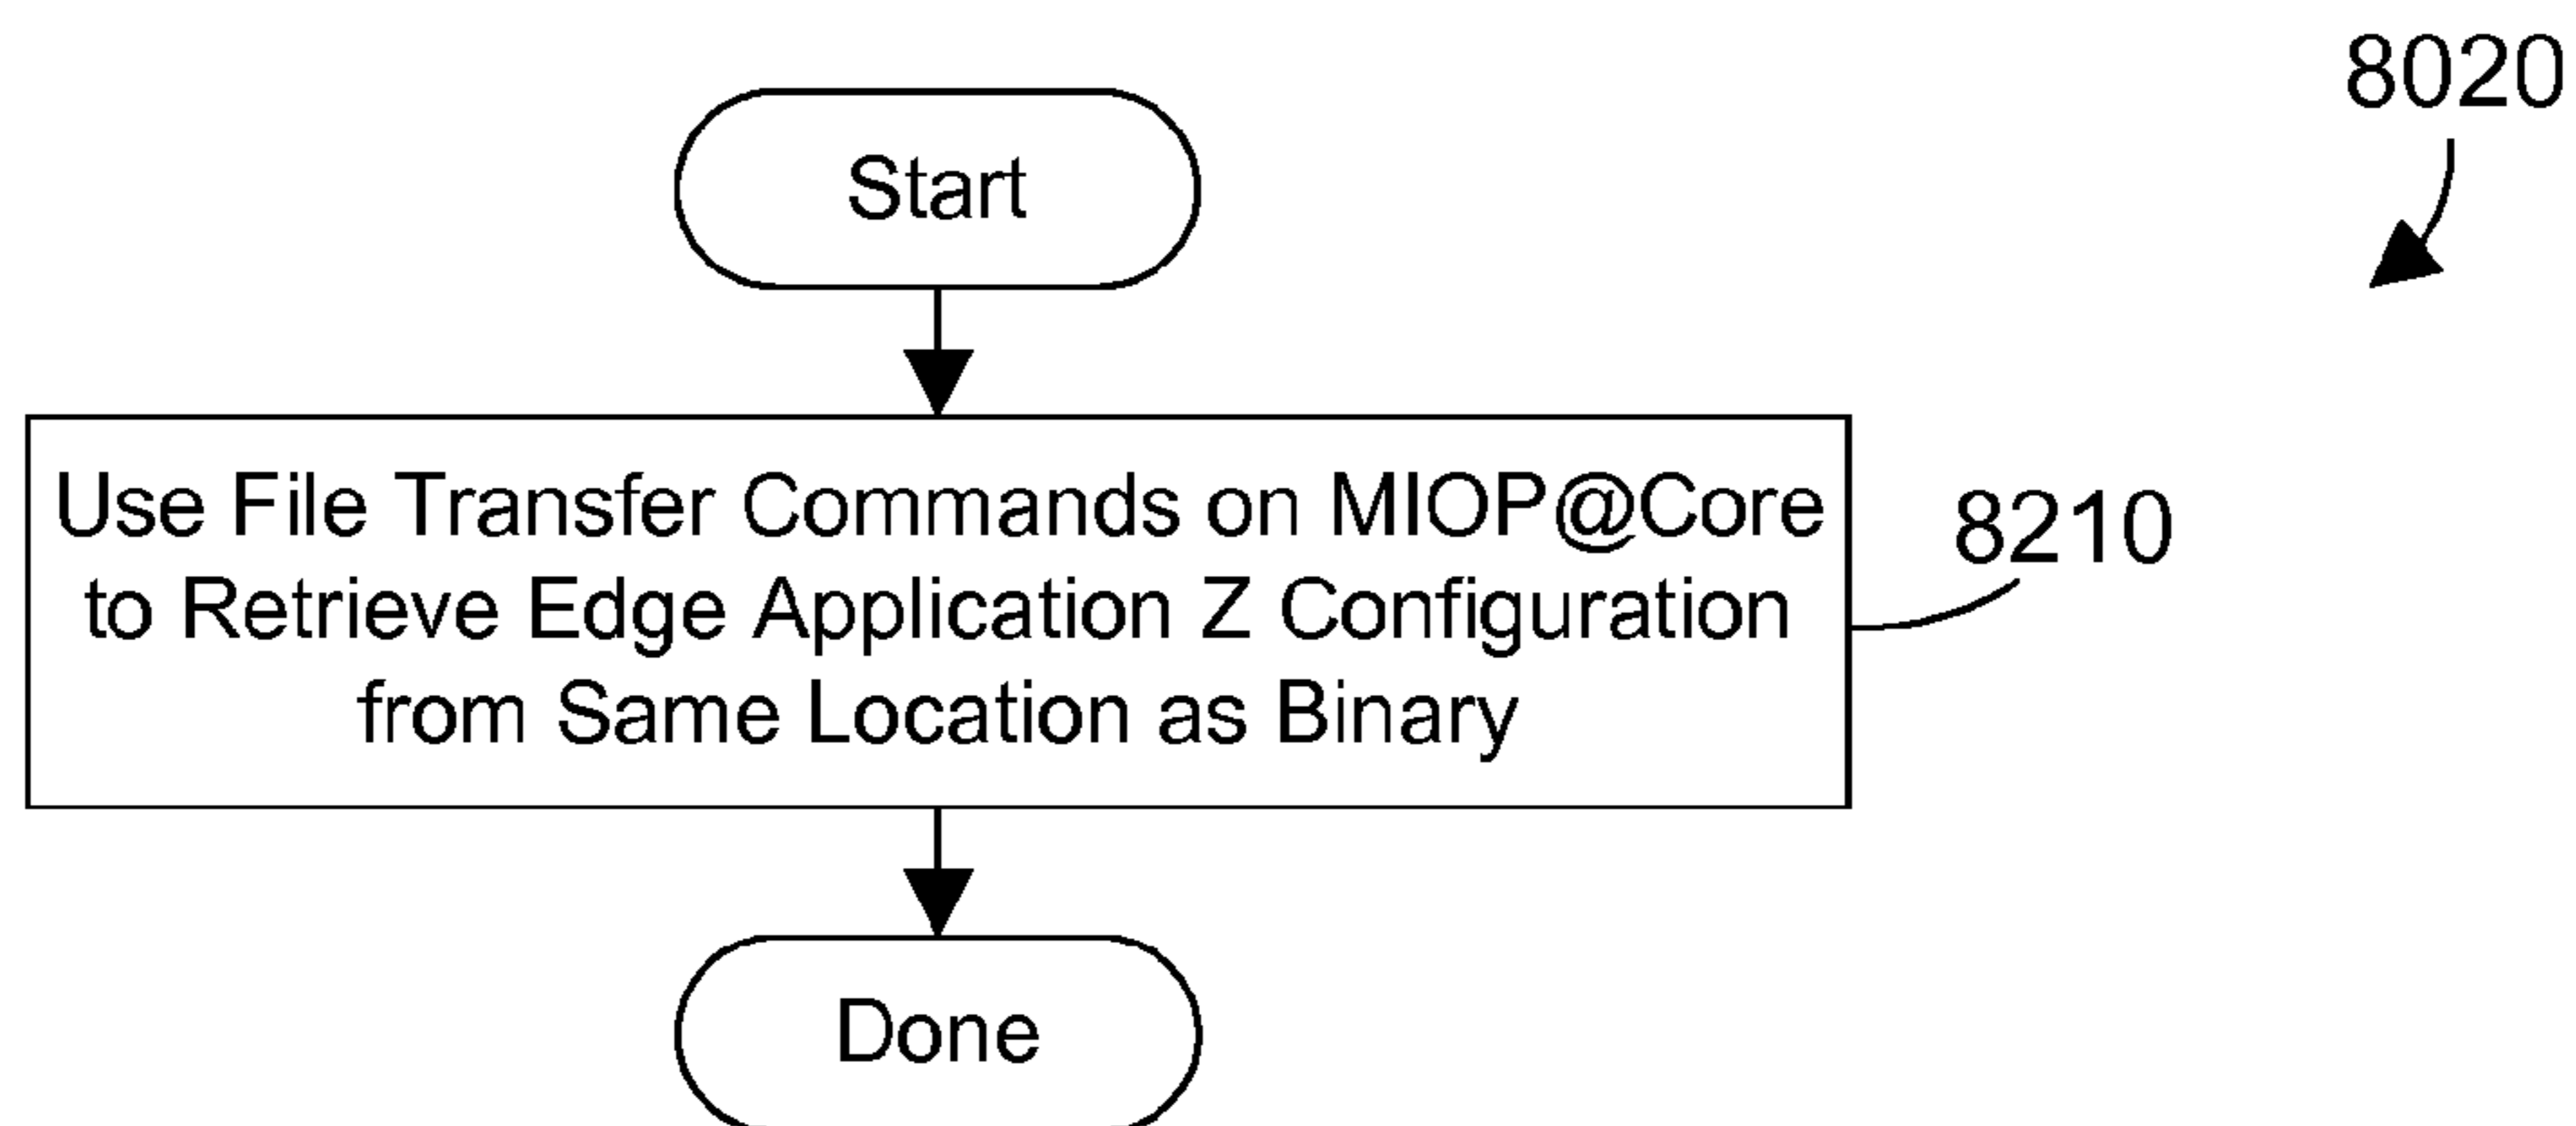 8020
Start
Use File Transfer Commands on MIOP@Core
to Retrieve Edge Application Z Configuration
from Same Location as Binary
8210
Done